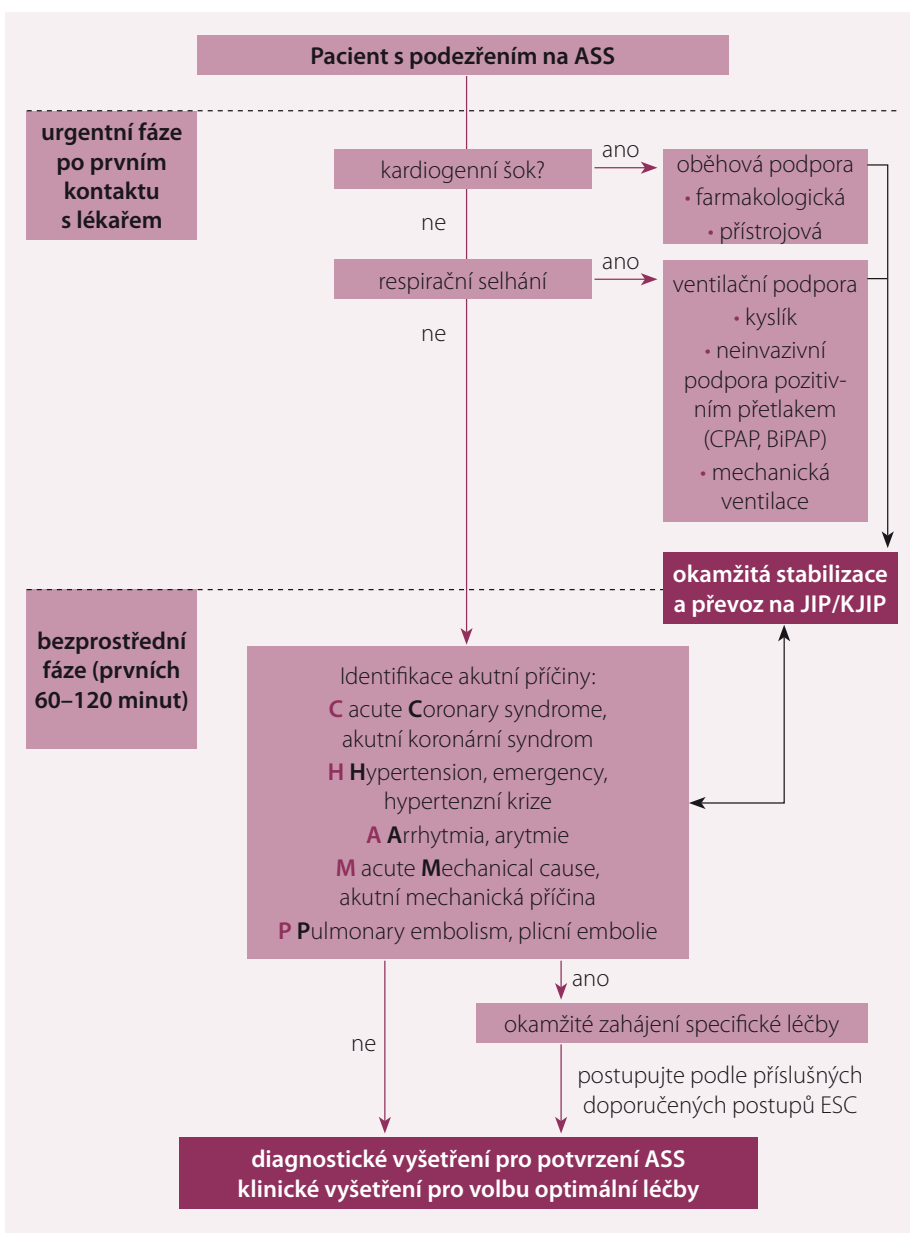 Pacient s podezřením na ASS
urgentní fáze
po prvním
kontaktu
s lékařem
kardiogenní šok?
ano
oběhová podpora
• farmakologická
• přístrojová
ne
respirační selhání
ano
ventilační podpora
• kyslík
• neinvazivní
podpora pozitiv-
ním přetlakem
(CPAP, BiPAP)
• mechanická
ventilace
ne
okamžitá stabilizace
a převoz na JIP/KJIP
bezprostřední
fáze (prvních
60–120 minut)
Identifikace akutní příčiny:
C acute Coronary syndrome,
akutní koronární syndrom
H Hypertension, emergency,
hypertenzní krize
A Arrhytmia, arytmie
M acute Mechanical cause,
akutní mechanická příčina
P Pulmonary embolism, plicní embolie
ano
okamžité zahájení specifické léčby
ne
postupujte podle příslušných
doporučených postupů ESC
diagnostické vyšetření pro potvrzení ASS
klinické vyšetření pro volbu optimální léčby